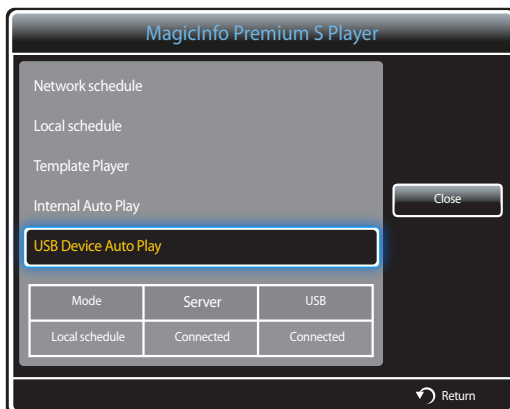 MagicInfo Premium S Player
Network schedule
Local schedule
Template Player
Internal Auto Play
Close
USB Device Auto Play
Mode Server USB
Local schedule Connected Connected
Return